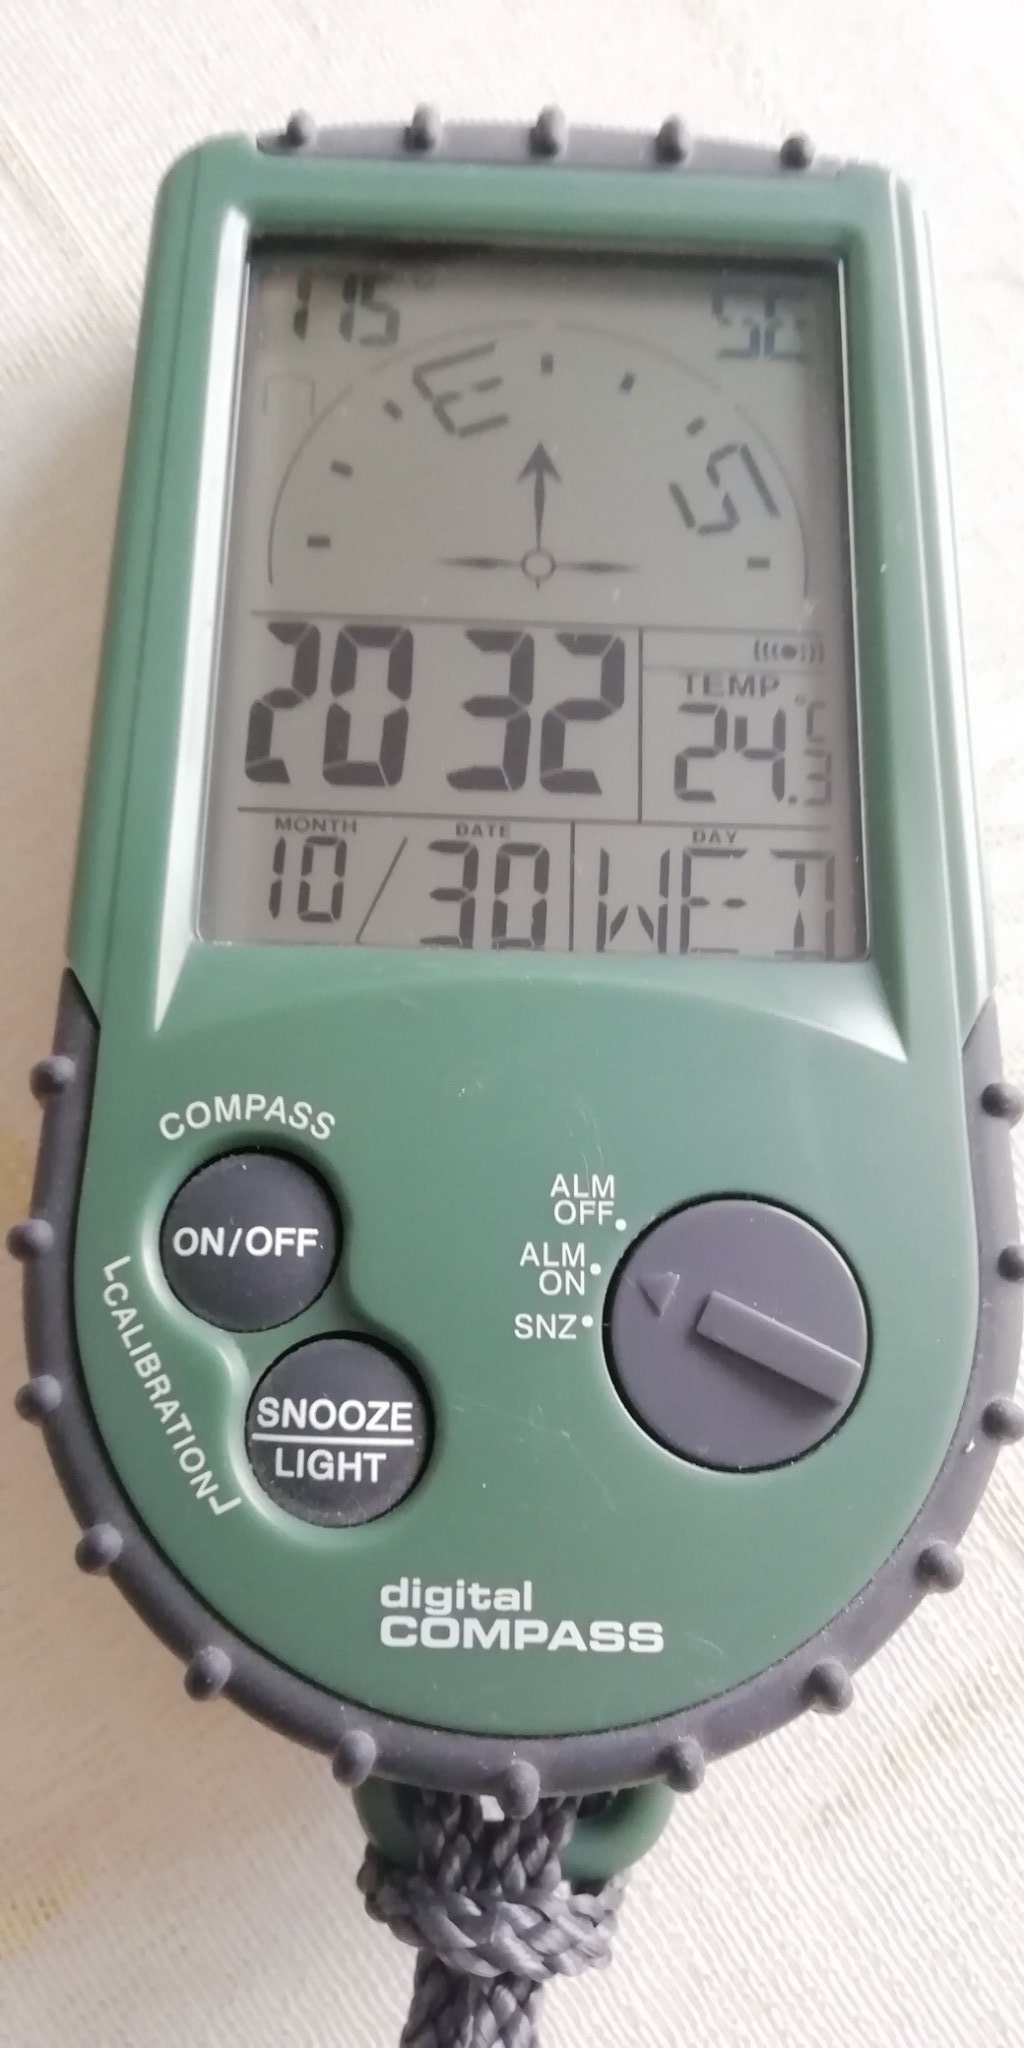 115° SE
E
S
20 32
TEMP
24.3 °C
MONTH DATE DAY
10/30 WED
COMPASS
ON/OFF
CALIBRATION
SNOOZE
LIGHT
ALM
OFF
ALM
ON
SNZ
digital
COMPASS